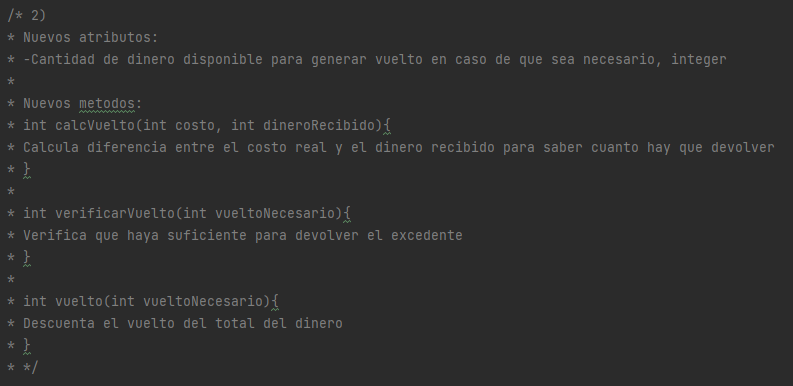 /* 2)
* Nuevos atributos:
* -Cantidad de dinero disponible para generar vuelto en caso de que sea necesario, integer
*
* Nuevos metodos:
* int calcVuelto(int costo, int dineroRecibido){
* Calcula diferencia entre el costo real y el dinero recibido para saber cuanto hay que devolver
* }
*
* int verificarVuelto(int vueltoNecesario){
* Verifica que haya suficiente para devolver el excedente
* }
*
* int vuelto(int vueltoNecesario){
* Descuenta el vuelto del total del dinero
* }
* */